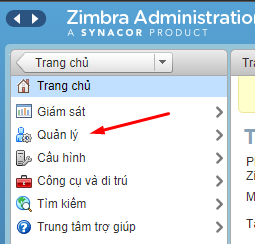 Zimbra Administration
A SYNACOR PRODUCT
Trang chủ
Trang chủ
Giám sát
Quản lý
Cấu hình
Công cụ và di trú
Tìm kiếm
Trung tâm trợ giúp